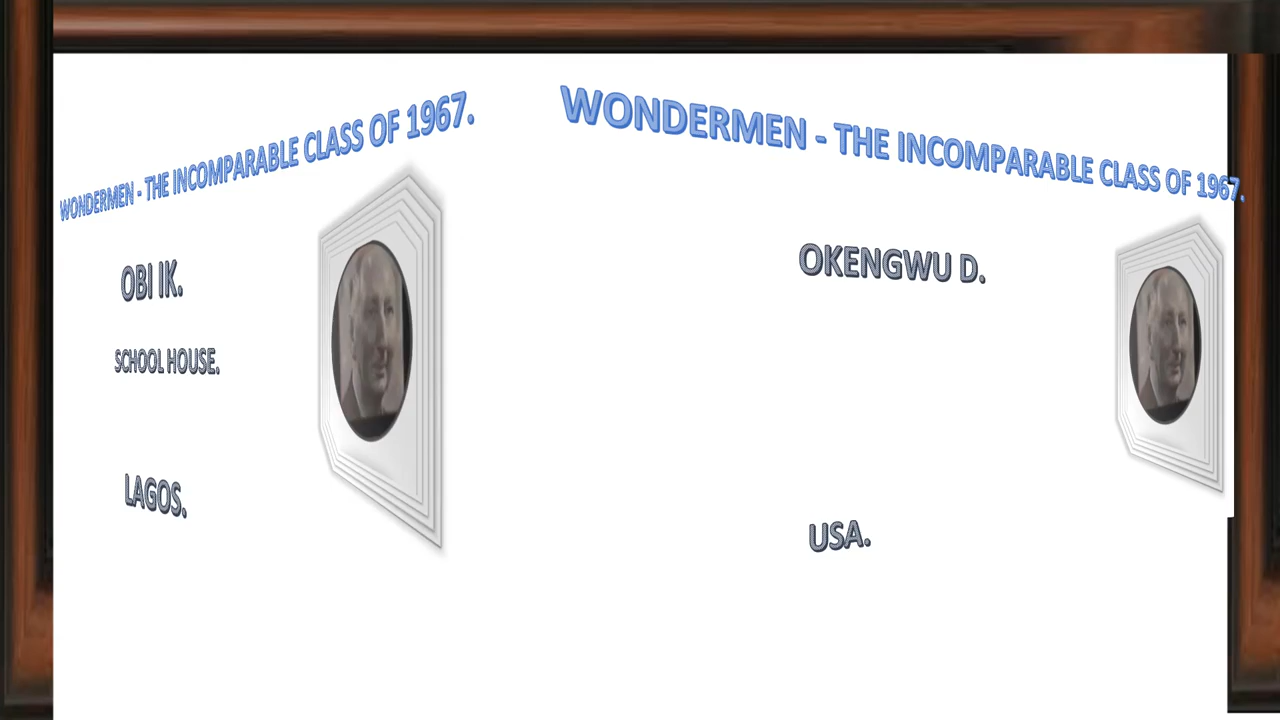 WONDERMEN - THE INCOMPARABLE CLASS OF 1967.
OBI IK.
SCHOOL HOUSE.
LAGOS.
WONDERMEN - THE INCOMPARABLE CLASS OF 1967.
OKENGWU D.
USA.